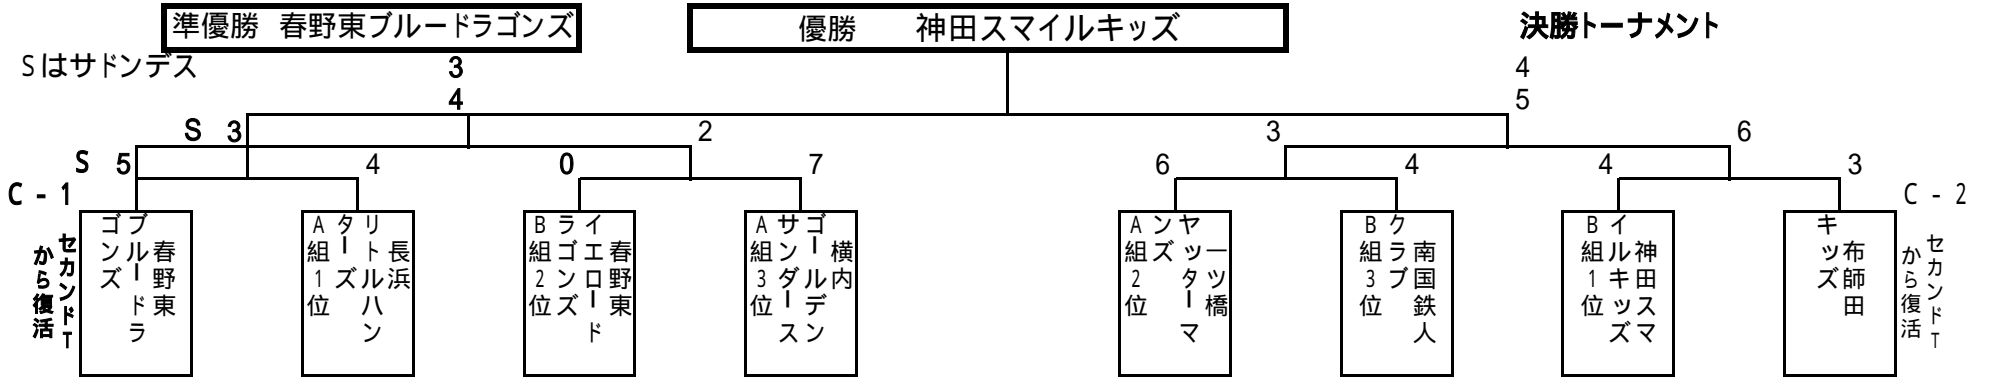 準優勝 春野東ブルードラゴンズ
優勝 神田スマイルキッズ
決勝トーナメント
Sはサドンデス
3
4
4
5
S 3
2
3
6
S 5
4
0
7
6
4
4
3
C - 1
C - 2
セカンドT
から復活
春野東
ブルードラ
ゴンズ
長浜
リトルハン
ターズ
A組1位
春野東
イエロード
ラゴンズ
B組2位
横内
ゴールデン
サンダース
A組3位
一ツ橋
ヤッターマ
ンズ
A組2位
南国鉄人
クラブ
B組3位
神田スマ
イルキッズ
B組1位
布師田
キッズ
セカンドT
から復活